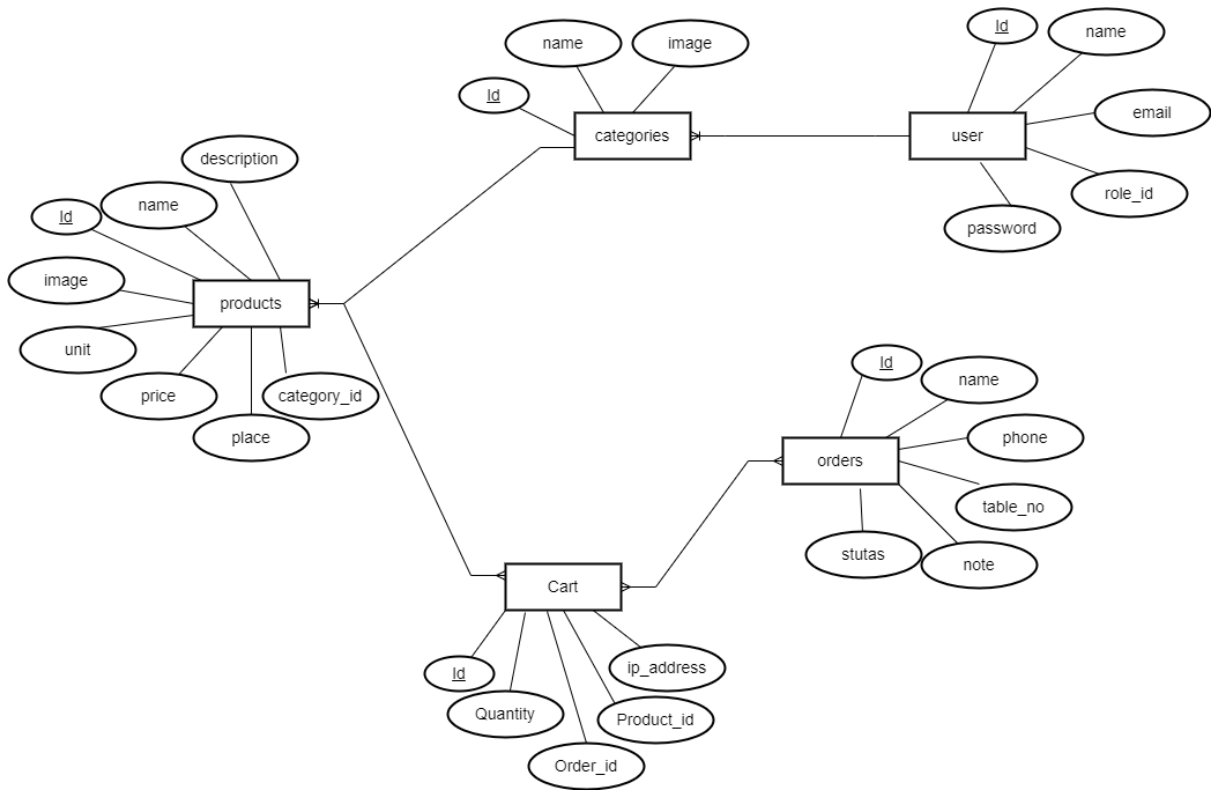 Id
name
image
categories
Id
name
email
role_id
password
user
description
name
Id
image
unit
price
place
category_id
products
Id
name
phone
table_no
note
stutas
orders
Cart
Id
Quantity
Order_id
Product_id
ip_address